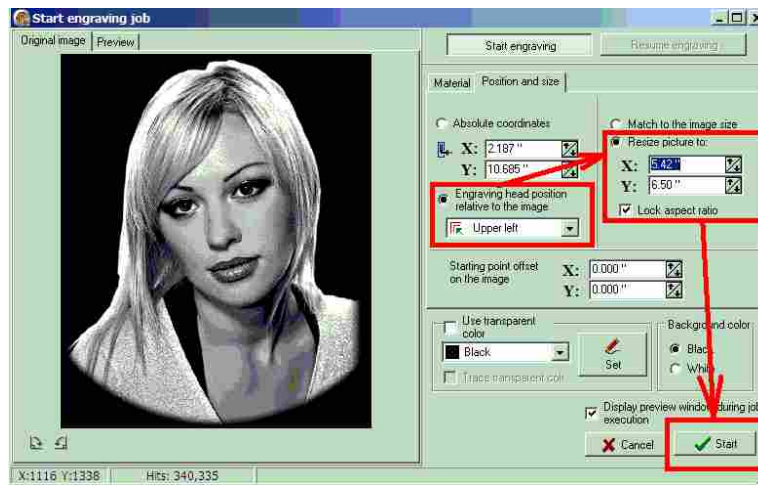 Start engraving job
Original image
Preview
Start engraving
Resume engraving
Material
Position and size
Absolute coordinates
X: 2.187 "
Y: 10.685 "
Engraving head position
relative to the image
Upper left
Match to the image size
Resize picture to:
X: 5.42 "
Y: 6.50 "
Lock aspect ratio
Starting point offset
on the image
X: 0.000 "
Y: 0.000 "
Use transparent
color
Black
Set
Trace transparent colr
Background color
Black
White
Display preview window during job
execution
Cancel
Start
X:1116 Y:1338
Hits: 340,335